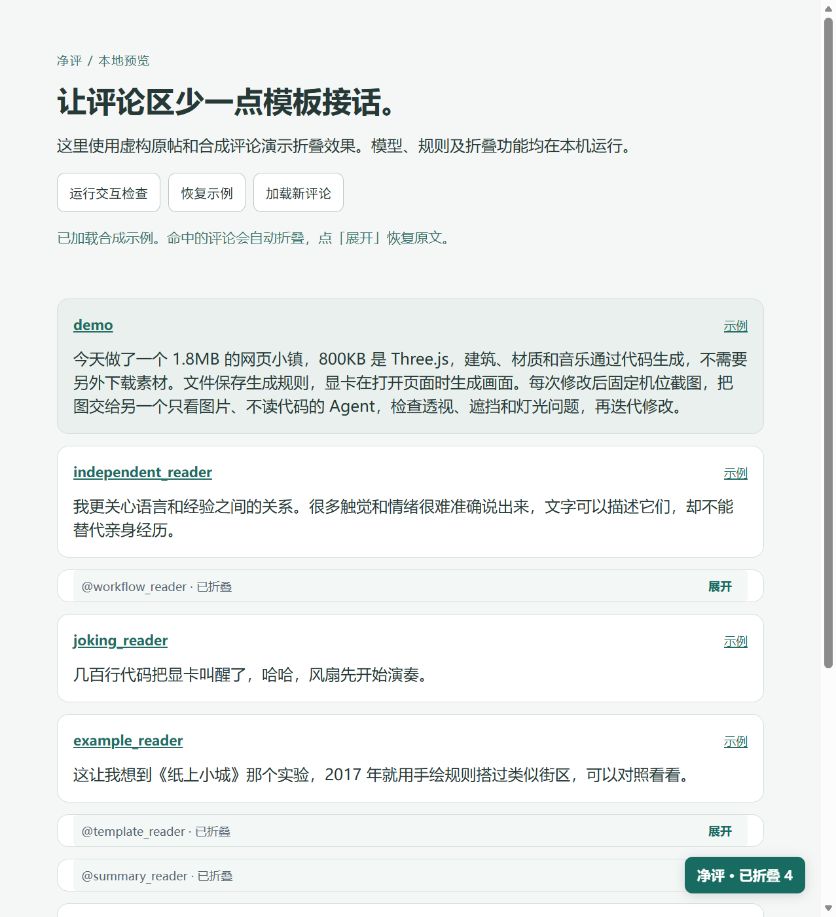 净评 / 本地预览
让评论区少一点模板接话。
这里使用虚构原帖和合成评论演示折叠效果。模型、规则及折叠功能均在本机运行。
运行交互检查 恢复示例 加载新评论
已加载合成示例。命中的评论会自动折叠，点「展开」恢复原文。
demo 示例
今天做了一个 1.8MB 的网页小镇，800KB 是 Three.js，建筑、材质和音乐通过代码生成，不需要
另外下载素材。文件保存生成规则，显卡在打开页面时生成画面。每次修改后固定机位截图，把
图交给另一个只看图片、不读代码的 Agent，检查透视、遮挡和灯光问题，再迭代修改。
independent_reader 示例
我更关心语言和经验之间的关系。很多触觉和情绪很难准确说出来，文字可以描述它们，却不能
替代亲身经历。
@workflow_reader · 已折叠 展开
joking_reader 示例
几百行代码把显卡叫醒了，哈哈，风扇先开始演奏。
example_reader 示例
这让我想到《纸上小城》那个实验，2017 年就用手绘规则搭过类似街区，可以对照看看。
@template_reader · 已折叠 展开
@summary_reader · 已折叠
净评 · 已折叠 4